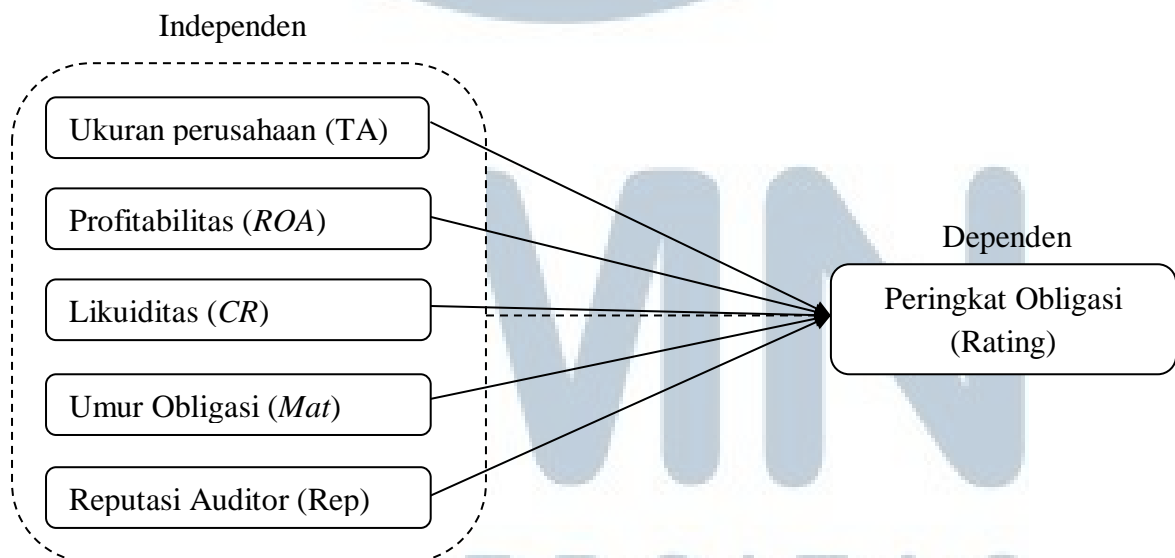 Independen
Ukuran perusahaan (TA)
Profitabilitas (ROA)
Likuiditas (CR)
Umur Obligasi (Mat)
Reputasi Auditor (Rep)
Dependen
Peringkat Obligasi
(Rating)